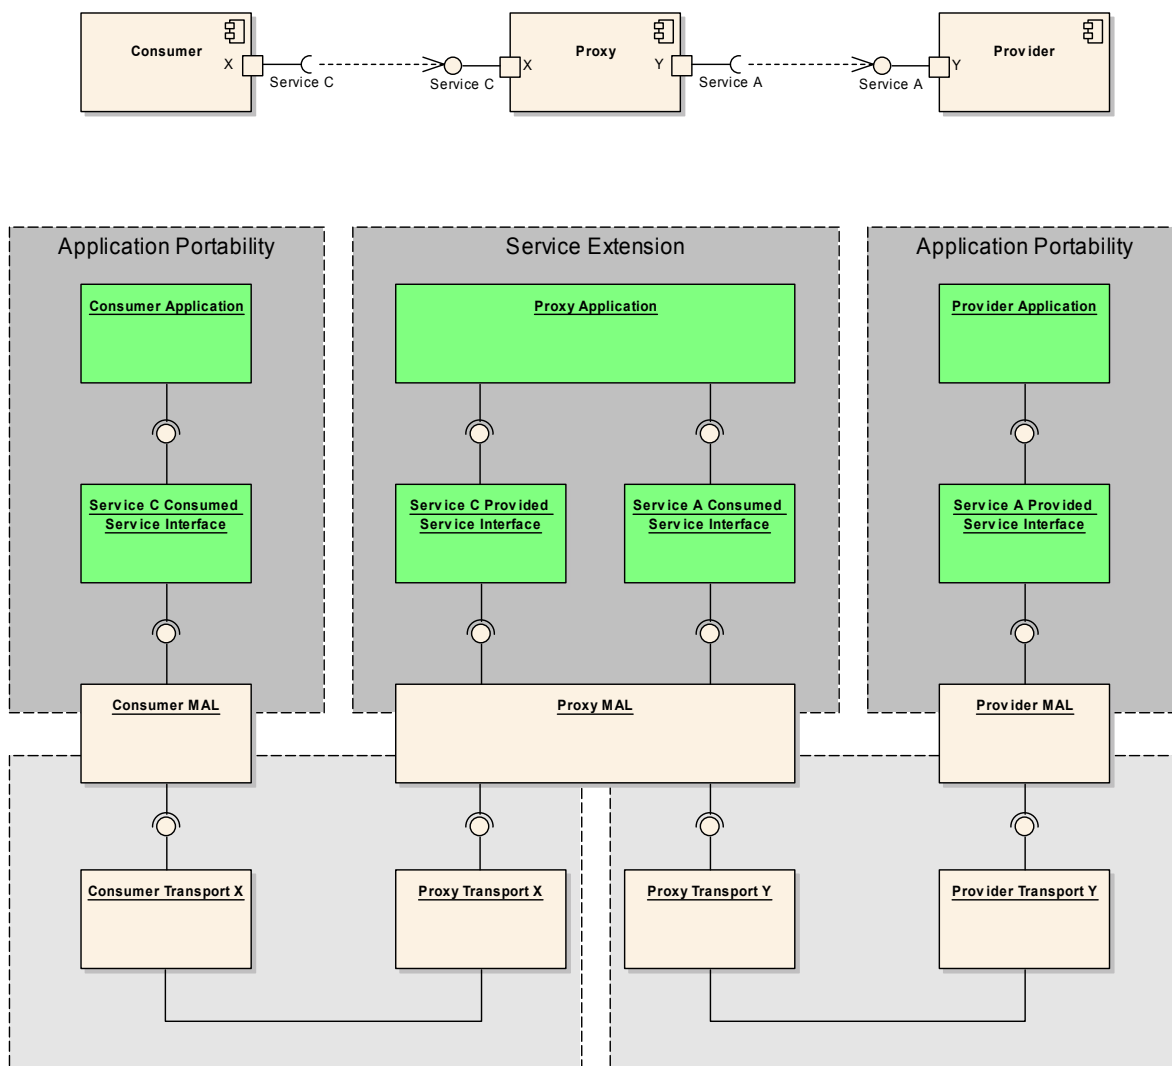 Consumer
X
Service C
Service C
X
Proxy
Y
Service A
Service A
Y
Provider
Application Portability
Service Extension
Application Portability
Consumer Application
Proxy Application
Provider Application
Service C Consumed
Service Interface
Service C Provided
Service Interface
Service A Consumed
Service Interface
Service A Provided
Service Interface
Consumer MAL
Proxy MAL
Provider MAL
Consumer Transport X
Proxy Transport X
Proxy Transport Y
Provider Transport Y